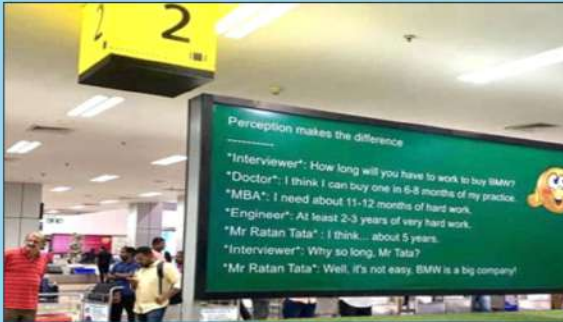 2
2
Perception makes the difference
----------
*Interviewer*: How long will you have to work to buy BMW?
*Doctor*: I think I can buy one in 6-8 months of my practice.
*MBA*: I need about 11-12 months of hard work.
*Engineer*: At least 2-3 years of very hard work.
*Mr Ratan Tata*: I think... about 5 years.
*Interviewer*: Why so long, Mr Tata?
*Mr Ratan Tata*: Well, it's not easy, BMW is a big company!